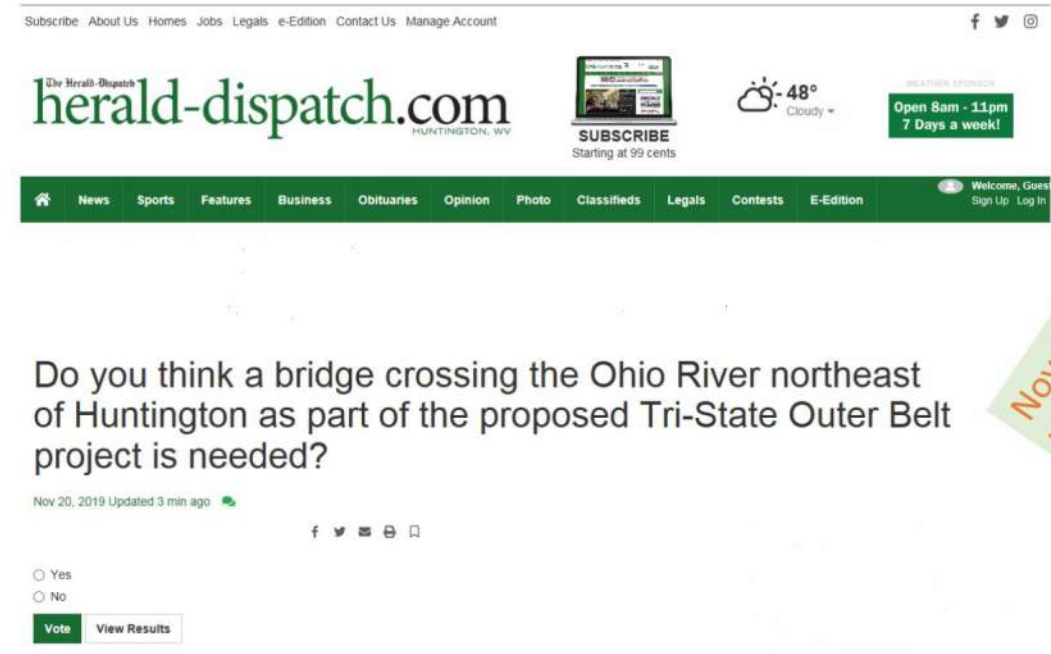 Subscribe About Us Homes Jobs Legals e-Edition Contact Us Manage Account
The Herald-Dispatch
herald-dispatch.com
HUNTINGTON, WV
SUBSCRIBE
Starting at 99 cents
48°
Cloudy
WEATHER SPONSOR
Open 8am - 11pm
7 Days a week!
News Sports Features Business Obituaries Opinion Photo Classifieds Legals Contests E-Edition
Welcome, Guest
Sign Up Log In
Do you think a bridge crossing the Ohio River northeast
of Huntington as part of the proposed Tri-State Outer Belt
project is needed?
Nov 20, 2019 Updated 3 min ago
Yes
No
Vote View Results